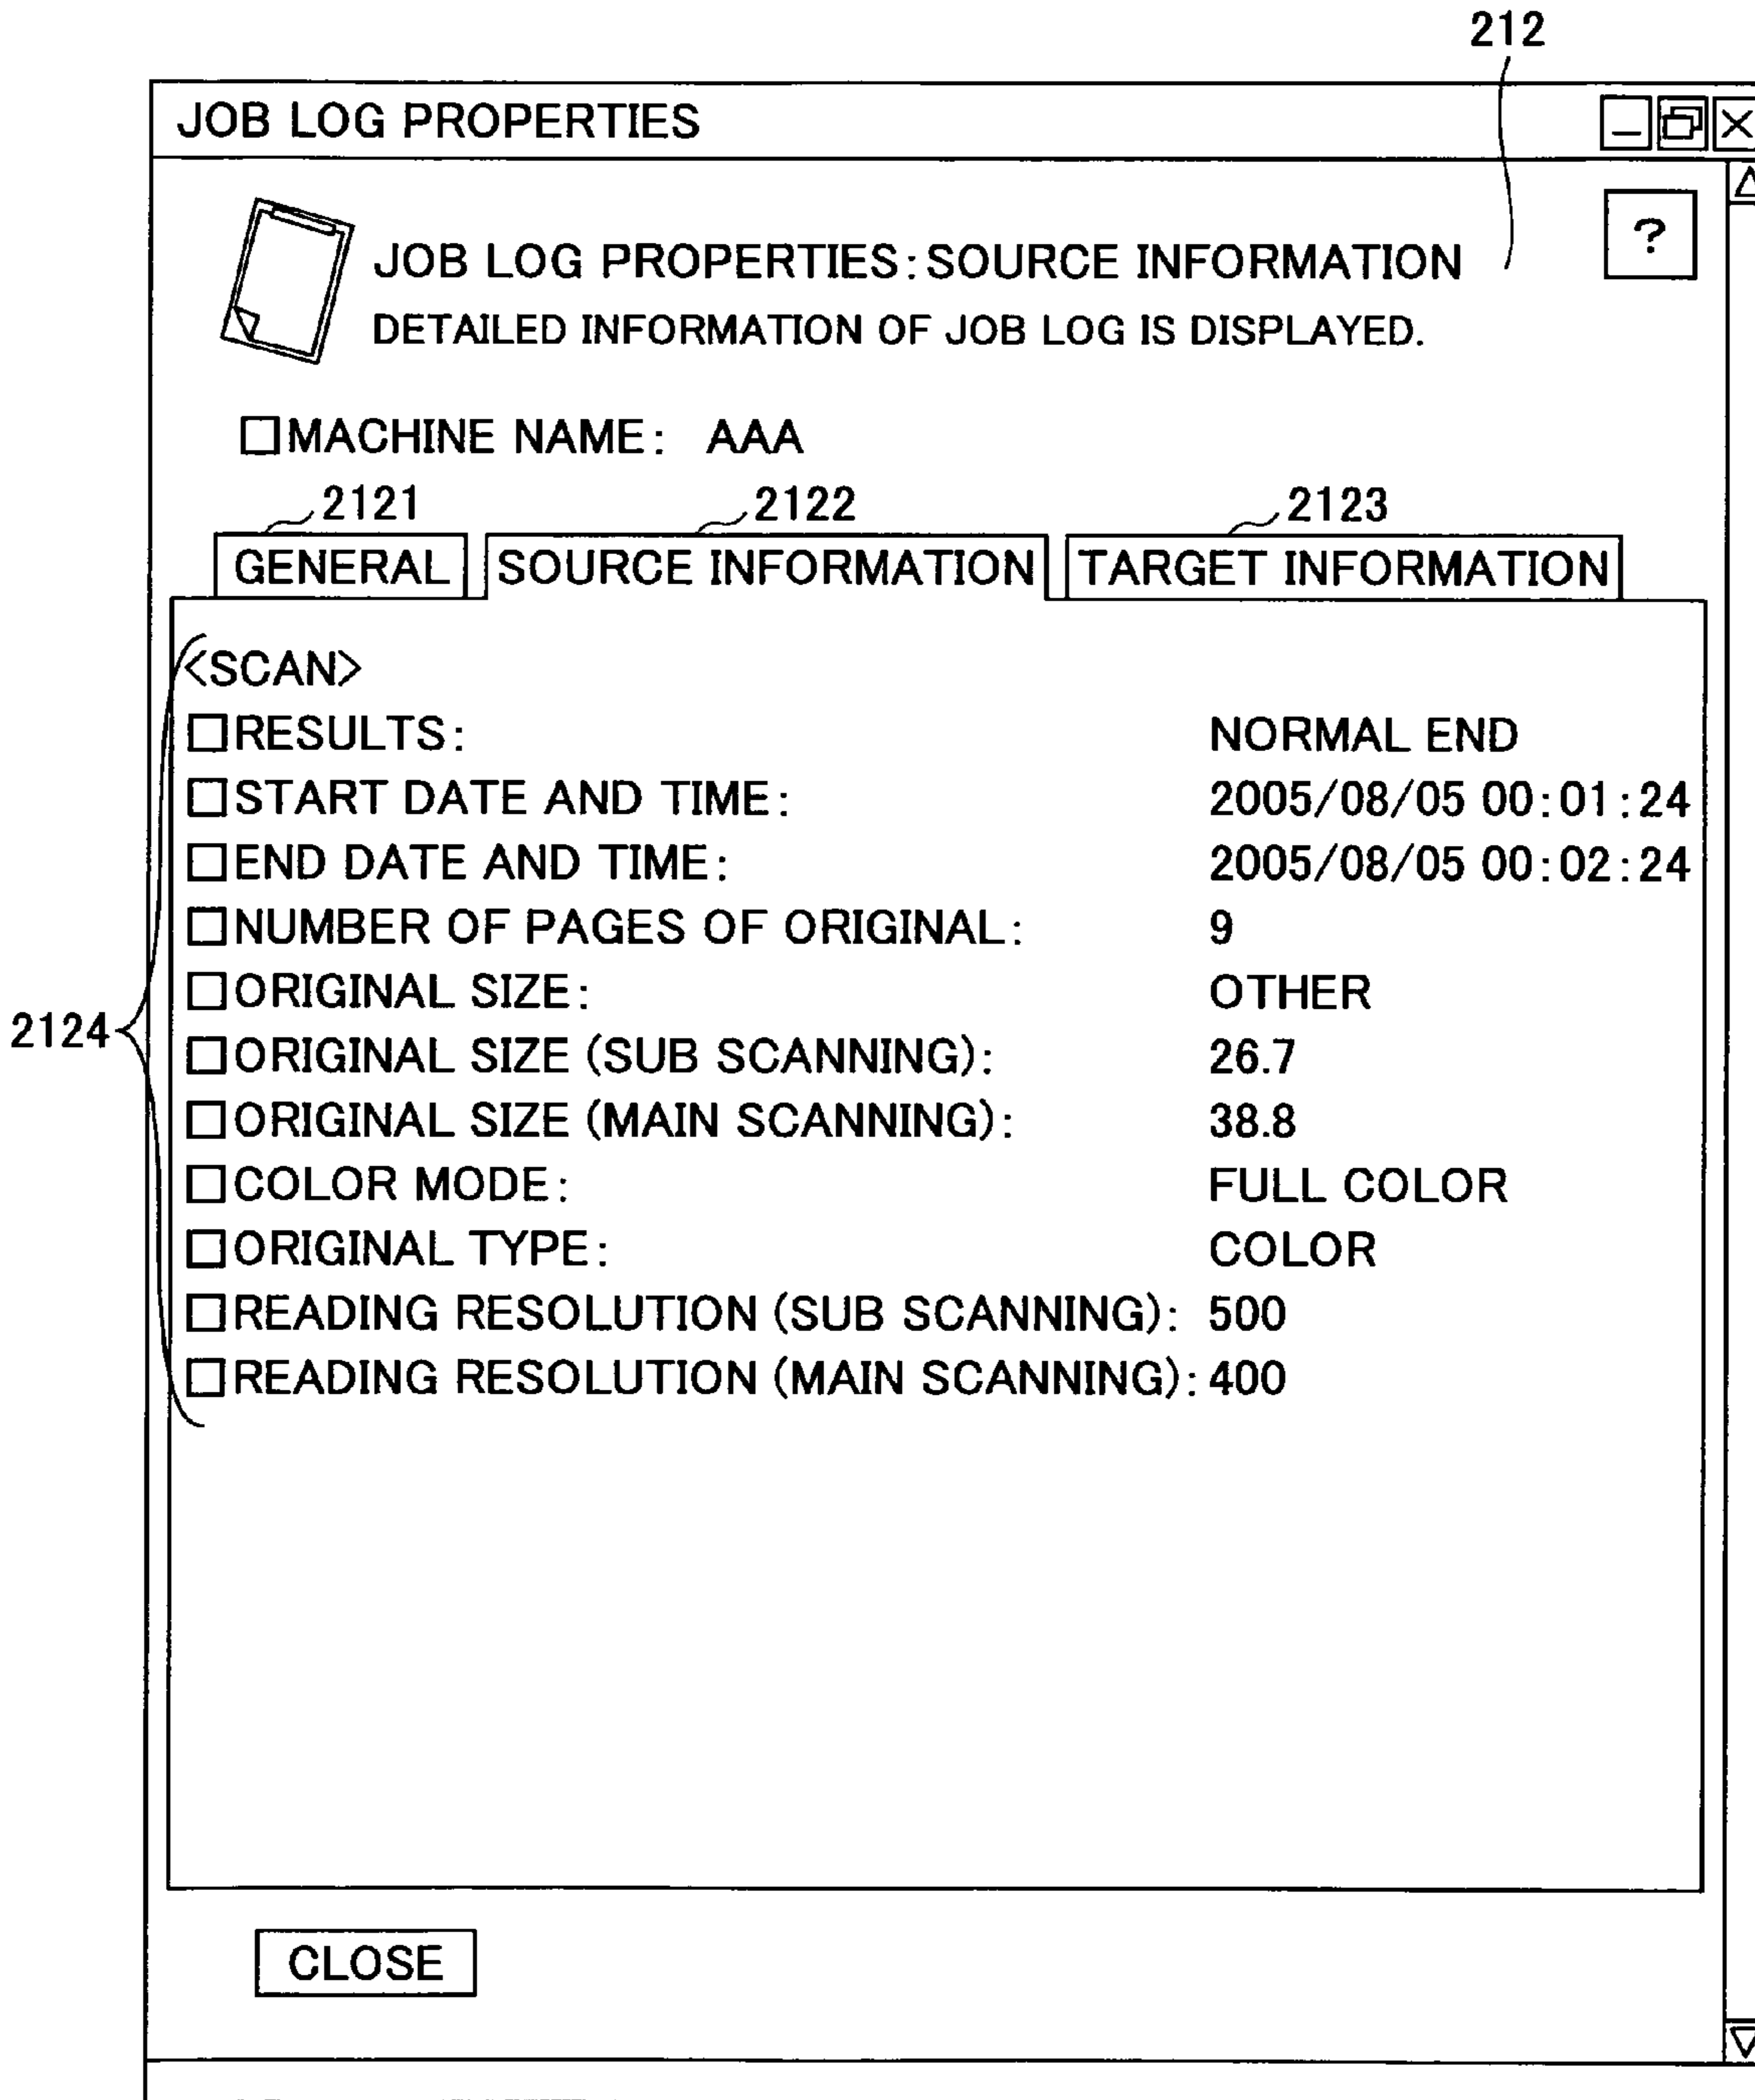 212
JOB LOG PROPERTIES
JOB LOG PROPERTIES:SOURCE INFORMATION
?
DETAILED INFORMATION OF JOB LOG IS DISPLAYED.
□MACHINE NAME: AAA
2121 2122 2123
GENERAL SOURCE INFORMATION TARGET INFORMATION
<SCAN>
□RESULTS: NORMAL END
□START DATE AND TIME: 2005/08/05 00:01:24
□END DATE AND TIME: 2005/08/05 00:02:24
□NUMBER OF PAGES OF ORIGINAL: 9
□ORIGINAL SIZE: OTHER
2124
□ORIGINAL SIZE (SUB SCANNING): 26.7
□ORIGINAL SIZE (MAIN SCANNING): 38.8
□COLOR MODE: FULL COLOR
□ORIGINAL TYPE: COLOR
□READING RESOLUTION (SUB SCANNING): 500
□READING RESOLUTION (MAIN SCANNING): 400
CLOSE